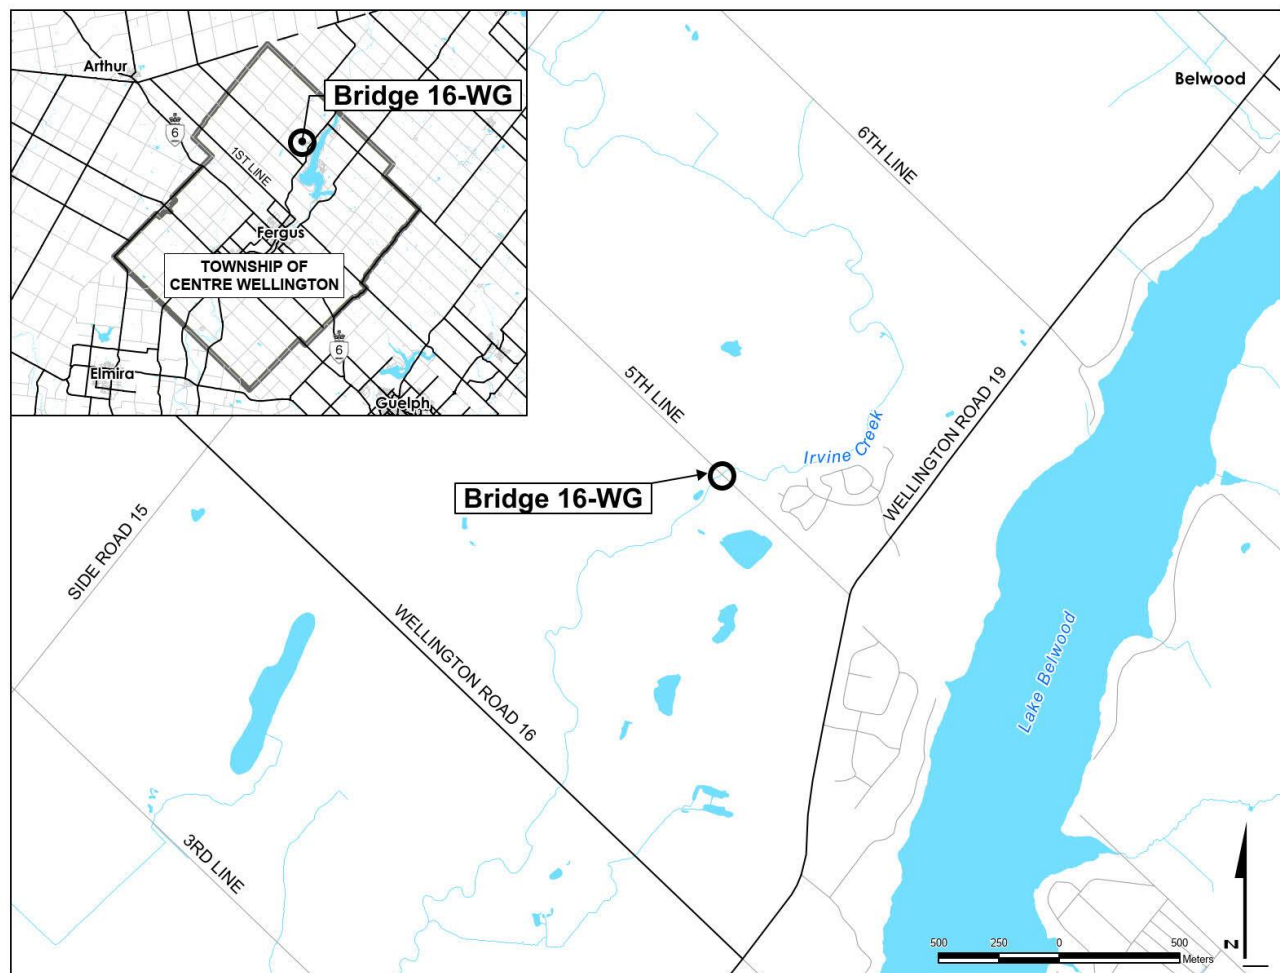 Arthur
Bridge 16-WG
6
1ST LINE
Fergus
TOWNSHIP OF
CENTRE WELLINGTON
6
Elmira
Guelph
Belwood
6TH LINE
5TH LINE
WELLINGTON ROAD 19
Irvine Creek
Bridge 16-WG
SIDE ROAD 15
WELLINGTON ROAD 16
Lake Belwood
3RD LINE
500 250 0 500
Meters
N